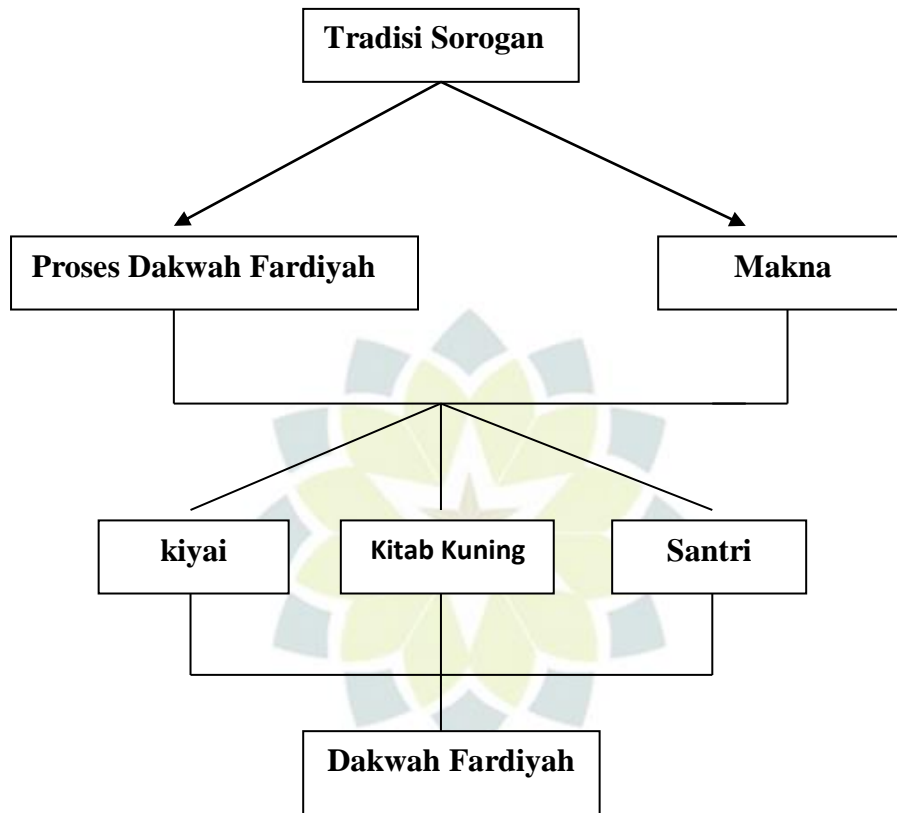 Tradisi Sorogan
Proses Dakwah Fardiyah
Makna
kiyai
Kitab Kuning
Santri
Dakwah Fardiyah